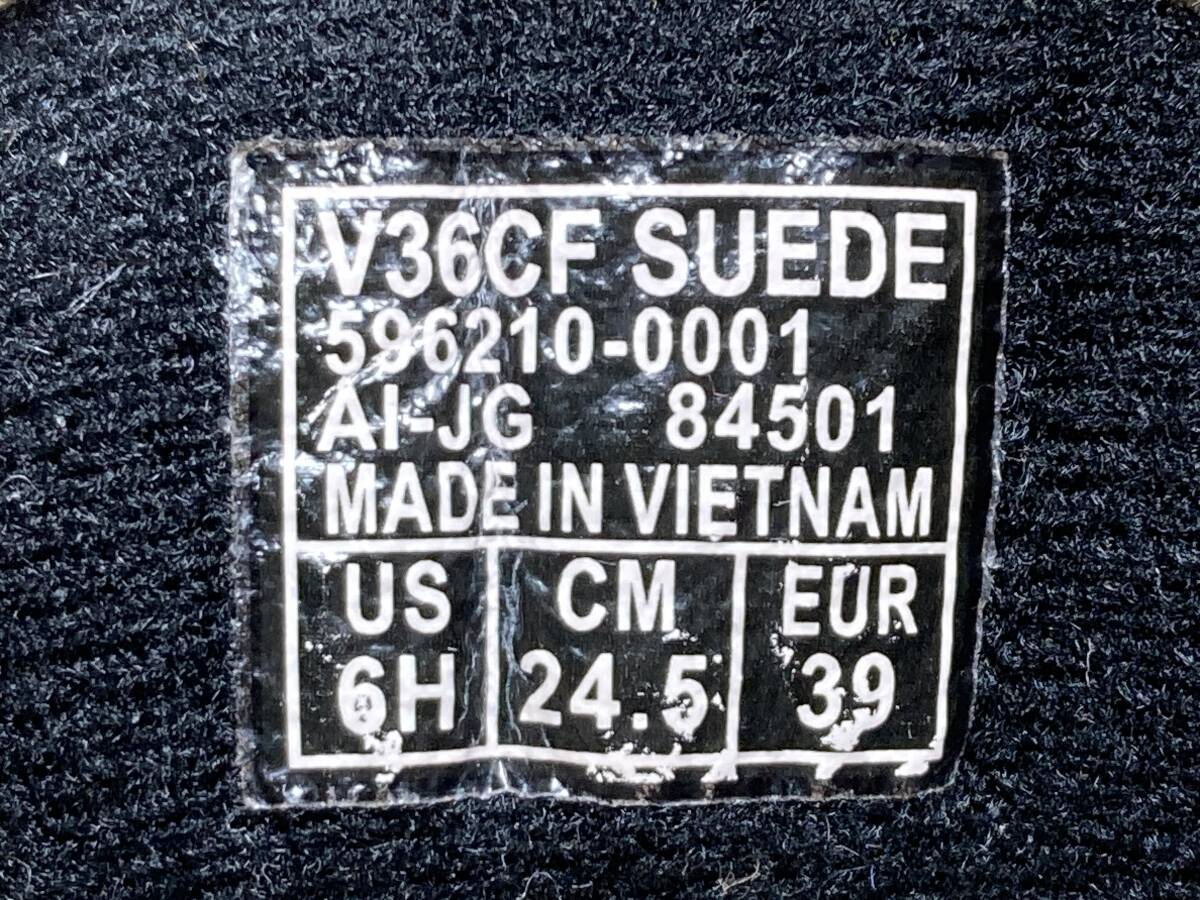 V36CF SUEDE
596210-0001
AI-JG 84501
MADE IN VIETNAM
US CM EUR
6H 24.5 39